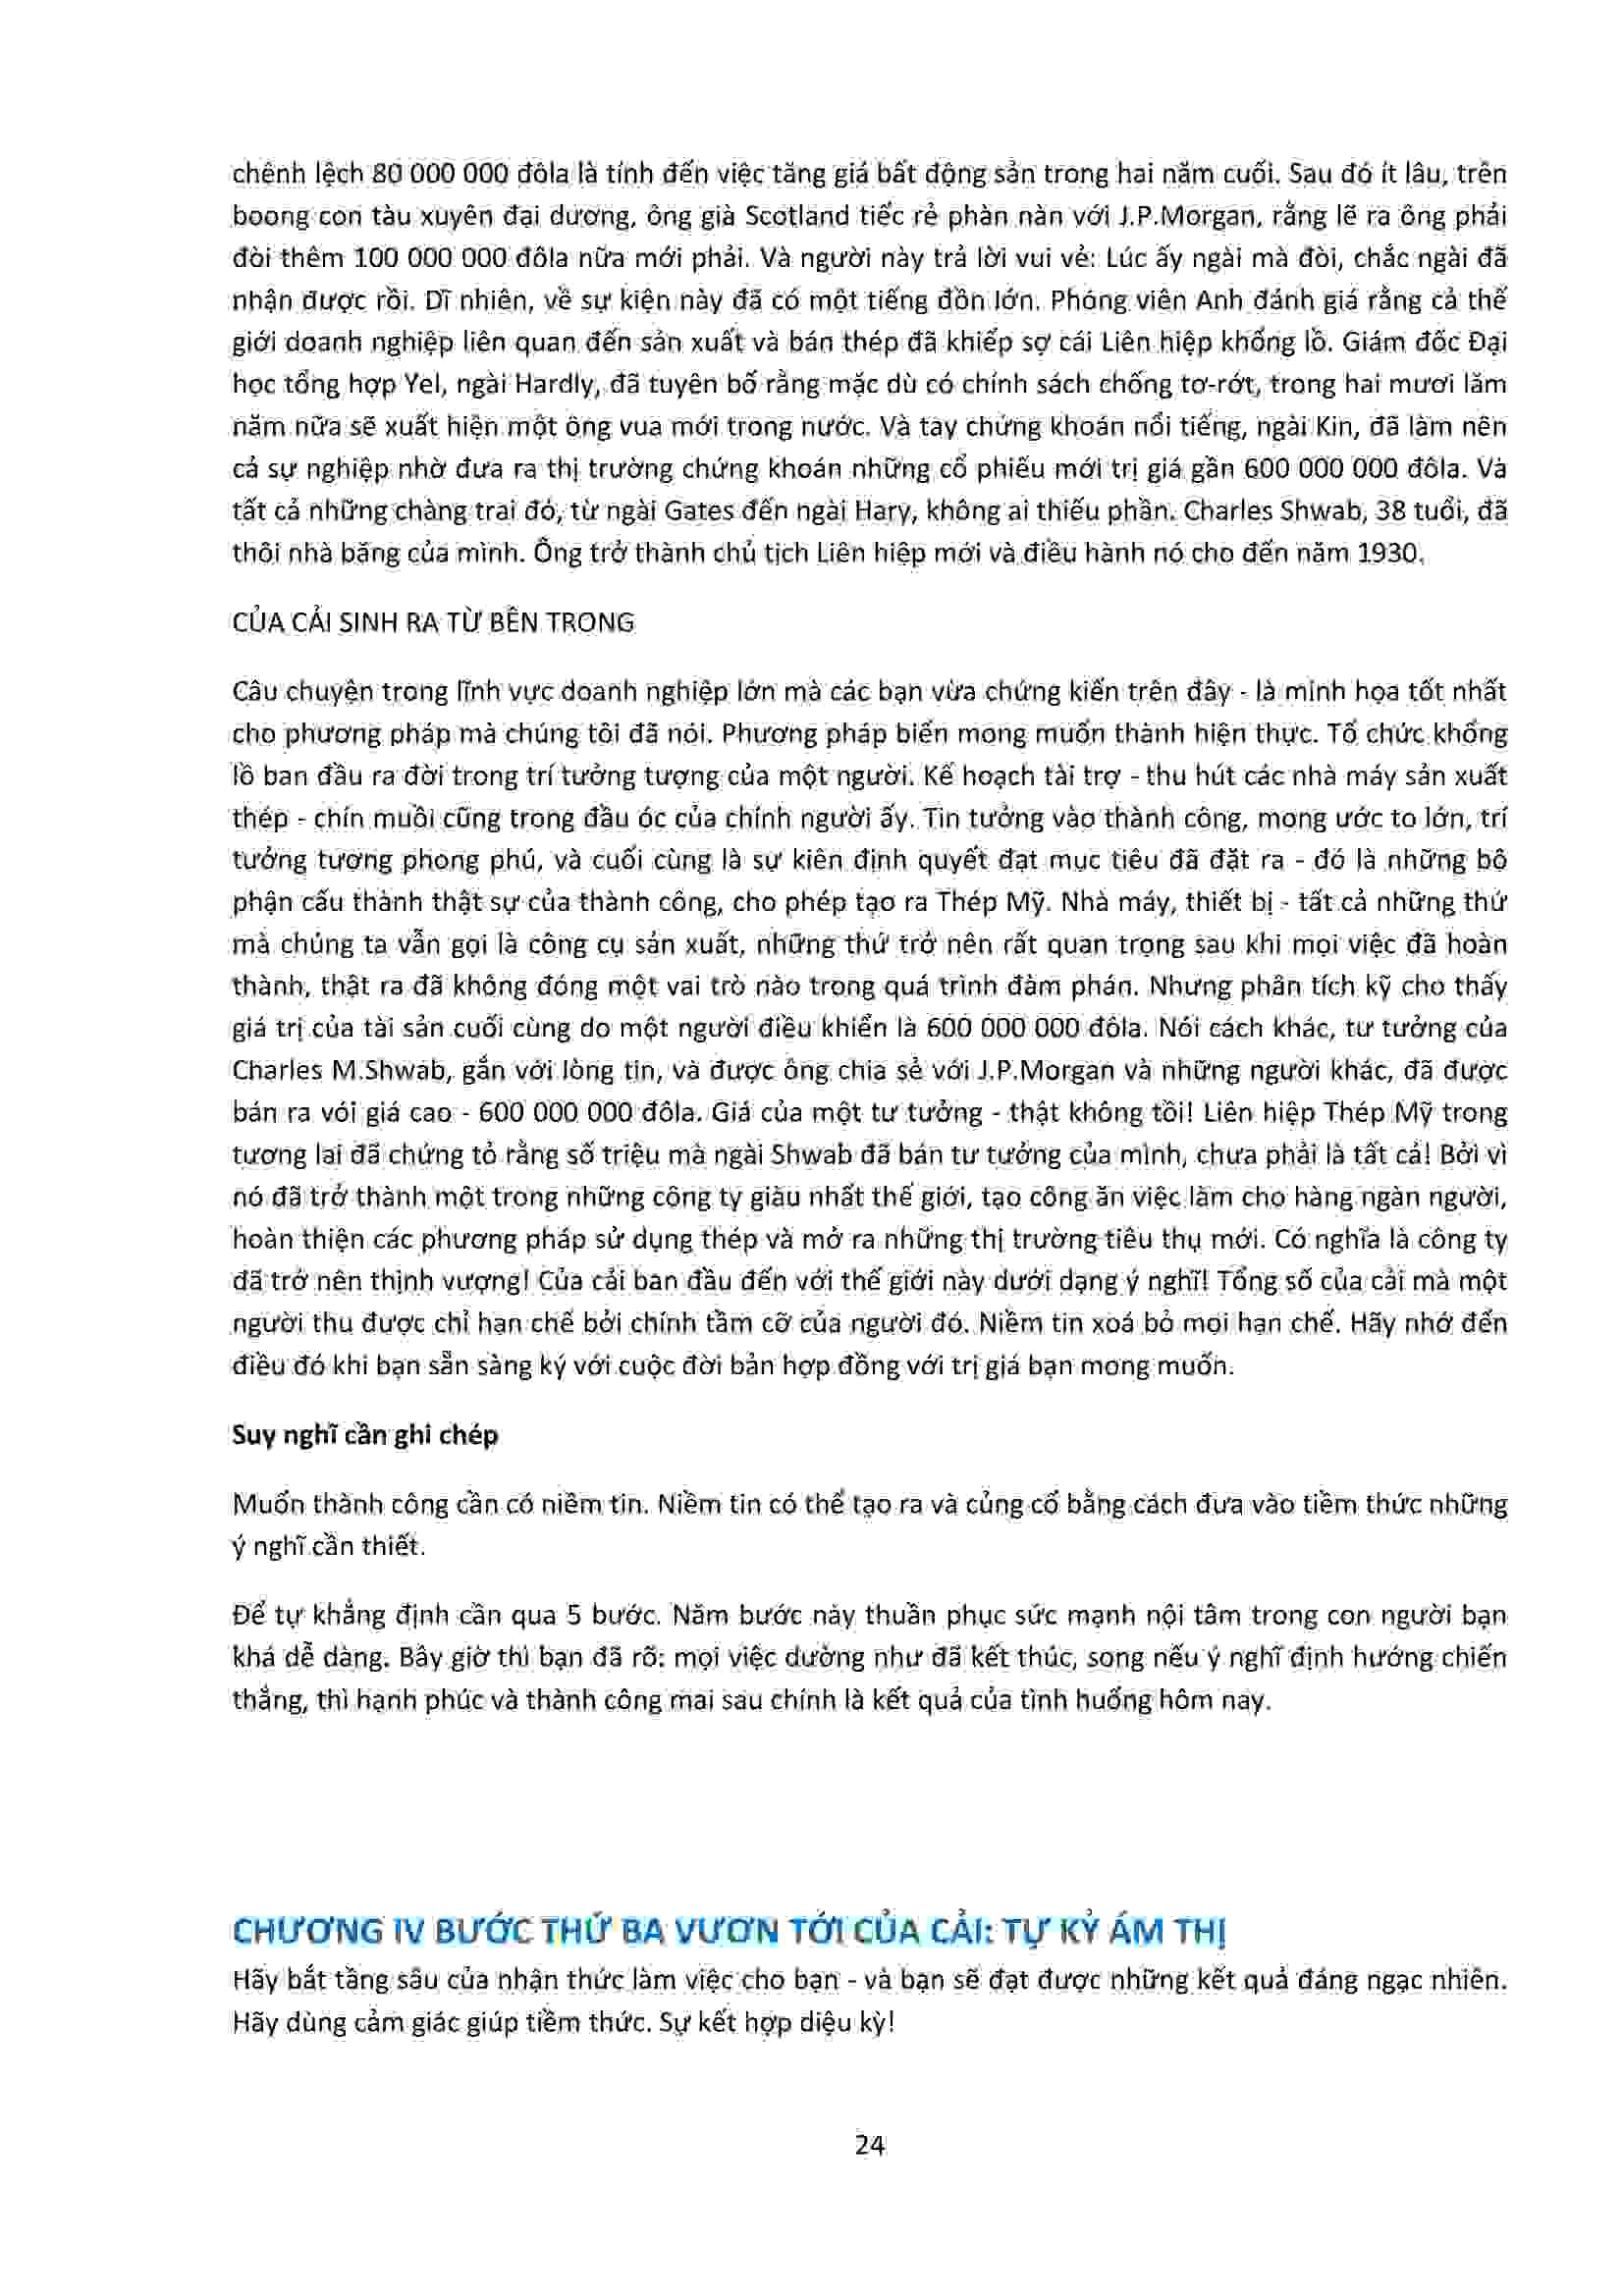 chênh lệch 80 000 000 đôla là tính đến việc tăng giá bất động sản trong hai năm cuối. Sau đó ít lâu, trên
boong con tàu xuyên đại dương, ông già Scotland tiếc rẻ phàn nàn với J.P.Morgan, rằng lẽ ra ông phải
đòi thêm 100 000 000 đôla nữa mới phải. Và người này trả lời vui vẻ: Lúc ấy ngài mà đòi, chắc ngài đã
nhận được rồi. Dĩ nhiên, về sự kiện này đã có một tiếng đồn lớn. Phóng viên Anh đánh giá rằng cả thế
giới doanh nghiệp liên quan đến sản xuất và bán thép đã khiếp sợ cái Liên hiệp khổng lồ. Giám đốc Đại
học tổng hợp Yel, ngài Hardly, đã tuyên bố rằng mặc dù có chính sách chống tơ-rớt, trong hai mươi lăm
năm nữa sẽ xuất hiện một ông vua mới trong nước. Và tay chứng khoán nổi tiếng, ngài Kin, đã làm nên
cả sự nghiệp nhờ đưa ra thị trường chứng khoán những cổ phiếu mới trị giá gần 600 000 000 đôla. Và
tất cả những chàng trai đó, từ ngài Gates đến ngài Hary, không ai thiếu phần. Charles Shwab, 38 tuổi, đã
thôi nhà băng của mình. Ông trở thành chủ tịch Liên hiệp mới và điều hành nó cho đến năm 1930.
CỦA CẢI SINH RA TỪ BÊN TRONG
Câu chuyện trong lĩnh vực doanh nghiệp lớn mà các bạn vừa chứng kiến trên đây - là minh họa tốt nhất
cho phương pháp mà chúng tôi đã nói. Phương pháp biến mong muốn thành hiện thực. Tổ chức khổng
lồ ban đầu ra đời trong trí tưởng tượng của một người. Kế hoạch tài trợ - thu hút các nhà máy sản xuất
thép - chín muồi cũng trong đầu óc của chính người ấy. Tin tưởng vào thành công, mong ước to lớn, trí
tưởng tượng phong phú, và cuối cùng là sự kiên định quyết đạt mục tiêu đã đặt ra - đó là những bộ
phận cấu thành thật sự của thành công, cho phép tạo ra Thép Mỹ. Nhà máy, thiết bị - tất cả những thứ
mà chúng ta vẫn gọi là công cụ sản xuất, những thứ trở nên rất quan trọng sau khi mọi việc đã hoàn
thành, thật ra đã không đóng một vai trò nào trong quá trình đàm phán. Nhưng phân tích kỹ cho thấy
giá trị của tài sản cuối cùng do một người điều khiển là 600 000 000 đôla. Nói cách khác, tư tưởng của
Charles M.Shwab, gắn với lòng tin, và được ông chia sẻ với J.P.Morgan và những người khác, đã được
bán ra với giá cao - 600 000 000 đôla. Giá của một tư tưởng - thật không tồi! Liên hiệp Thép Mỹ trong
tương lai đã chứng tỏ rằng số triệu mà ngài Shwab đã bán tư tưởng của mình, chưa phải là tất cả! Bởi vì
nó đã trở thành một trong những công ty giàu nhất thế giới, tạo công ăn việc làm cho hàng ngàn người,
hoàn thiện các phương pháp sử dụng thép và mở ra những thị trường tiêu thụ mới. Có nghĩa là công ty
đã trở nên thịnh vượng! Của cải ban đầu đến với thế giới này dưới dạng ý nghĩ! Tổng số của cải mà một
người thu được chỉ hạn chế bởi chính tầm cỡ của người đó. Niềm tin xoá bỏ mọi hạn chế. Hãy nhớ đến
điều đó khi bạn sẵn sàng ký với cuộc đời bản hợp đồng với trị giá bạn mong muốn.
Suy nghĩ cần ghi chép
Muốn thành công cần có niềm tin. Niềm tin có thể tạo ra và củng cố bằng cách đưa vào tiềm thức những
ý nghĩ cần thiết.
Để tự khẳng định cần qua 5 bước. Năm bước này thuần phục sức mạnh nội tâm trong con người bạn
khá dễ dàng. Bây giờ thì bạn đã rõ: mọi việc dường như đã kết thúc, song nếu ý nghĩ định hướng chiến
thắng, thì hạnh phúc và thành công mai sau chính là kết quả của tình huống hôm nay.
CHƯƠNG IV BƯỚC THỨ BA VƯƠN TỚI CỦA CẢI: TỰ KỶ ÁM THỊ
Hãy bắt tầng sâu của nhận thức làm việc cho bạn - và bạn sẽ đạt được những kết quả đáng ngạc nhiên.
Hãy dùng cảm giác giúp tiềm thức. Sự kết hợp diệu kỳ!
24